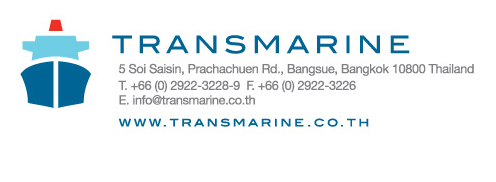 TRANSMARINE
5 Soi Saisin, Prachachuen Rd., Bangsue, Bangkok 10800 Thailand
T. +66 (0) 2922-3228-9  F. +66 (0) 2922-3226
E. info@transmarine.co.th
WWW.TRANSMARINE.CO.TH